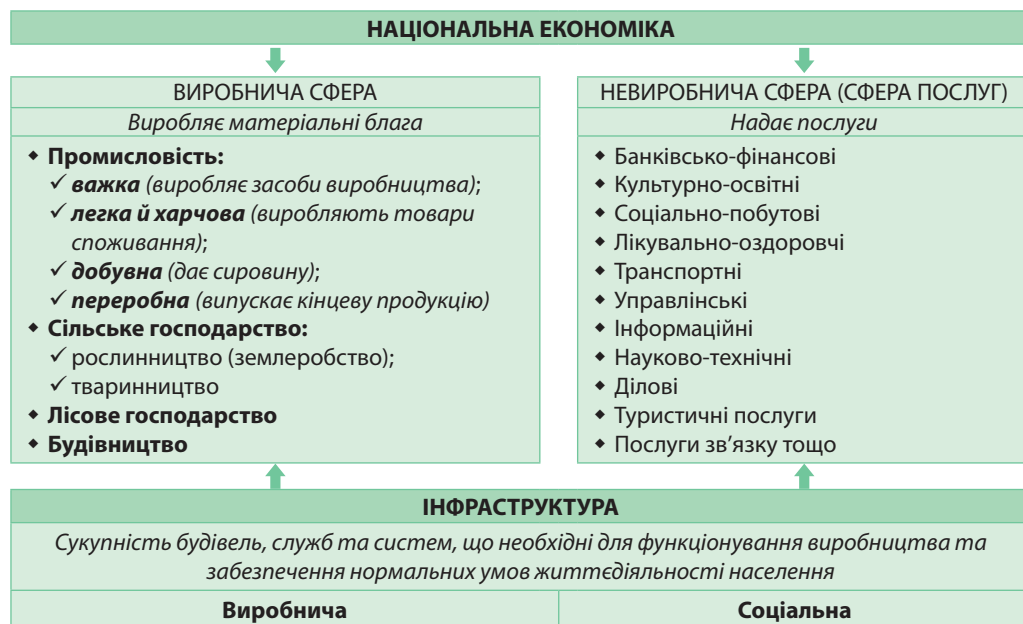 НАЦІОНАЛЬНА ЕКОНОМІКА
ВИРОБНИЧА СФЕРА
Виробляє матеріальні блага
◆ Промисловість:
✓ важка (виробляє засоби виробництва);
✓ легка й харчова (виробляють товари
споживання);
✓ добувна (дає сировину);
✓ переробна (випускає кінцеву продукцію)
◆ Сільське господарство:
✓ рослинництво (землеробство);
✓ тваринництво
◆ Лісове господарство
◆ Будівництво
НЕВИРОБНИЧА СФЕРА (СФЕРА ПОСЛУГ)
Надає послуги
◆ Банківсько-фінансові
◆ Культурно-освітні
◆ Соціально-побутові
◆ Лікувально-оздоровчі
◆ Транспортні
◆ Управлінські
◆ Інформаційні
◆ Науково-технічні
◆ Ділові
◆ Туристичні послуги
◆ Послуги зв’язку тощо
ІНФРАСТРУКТУРА
Сукупність будівель, служб та систем, що необхідні для функціонування виробництва та
забезпечення нормальних умов життєдіяльності населення
Виробнича
Соціальна